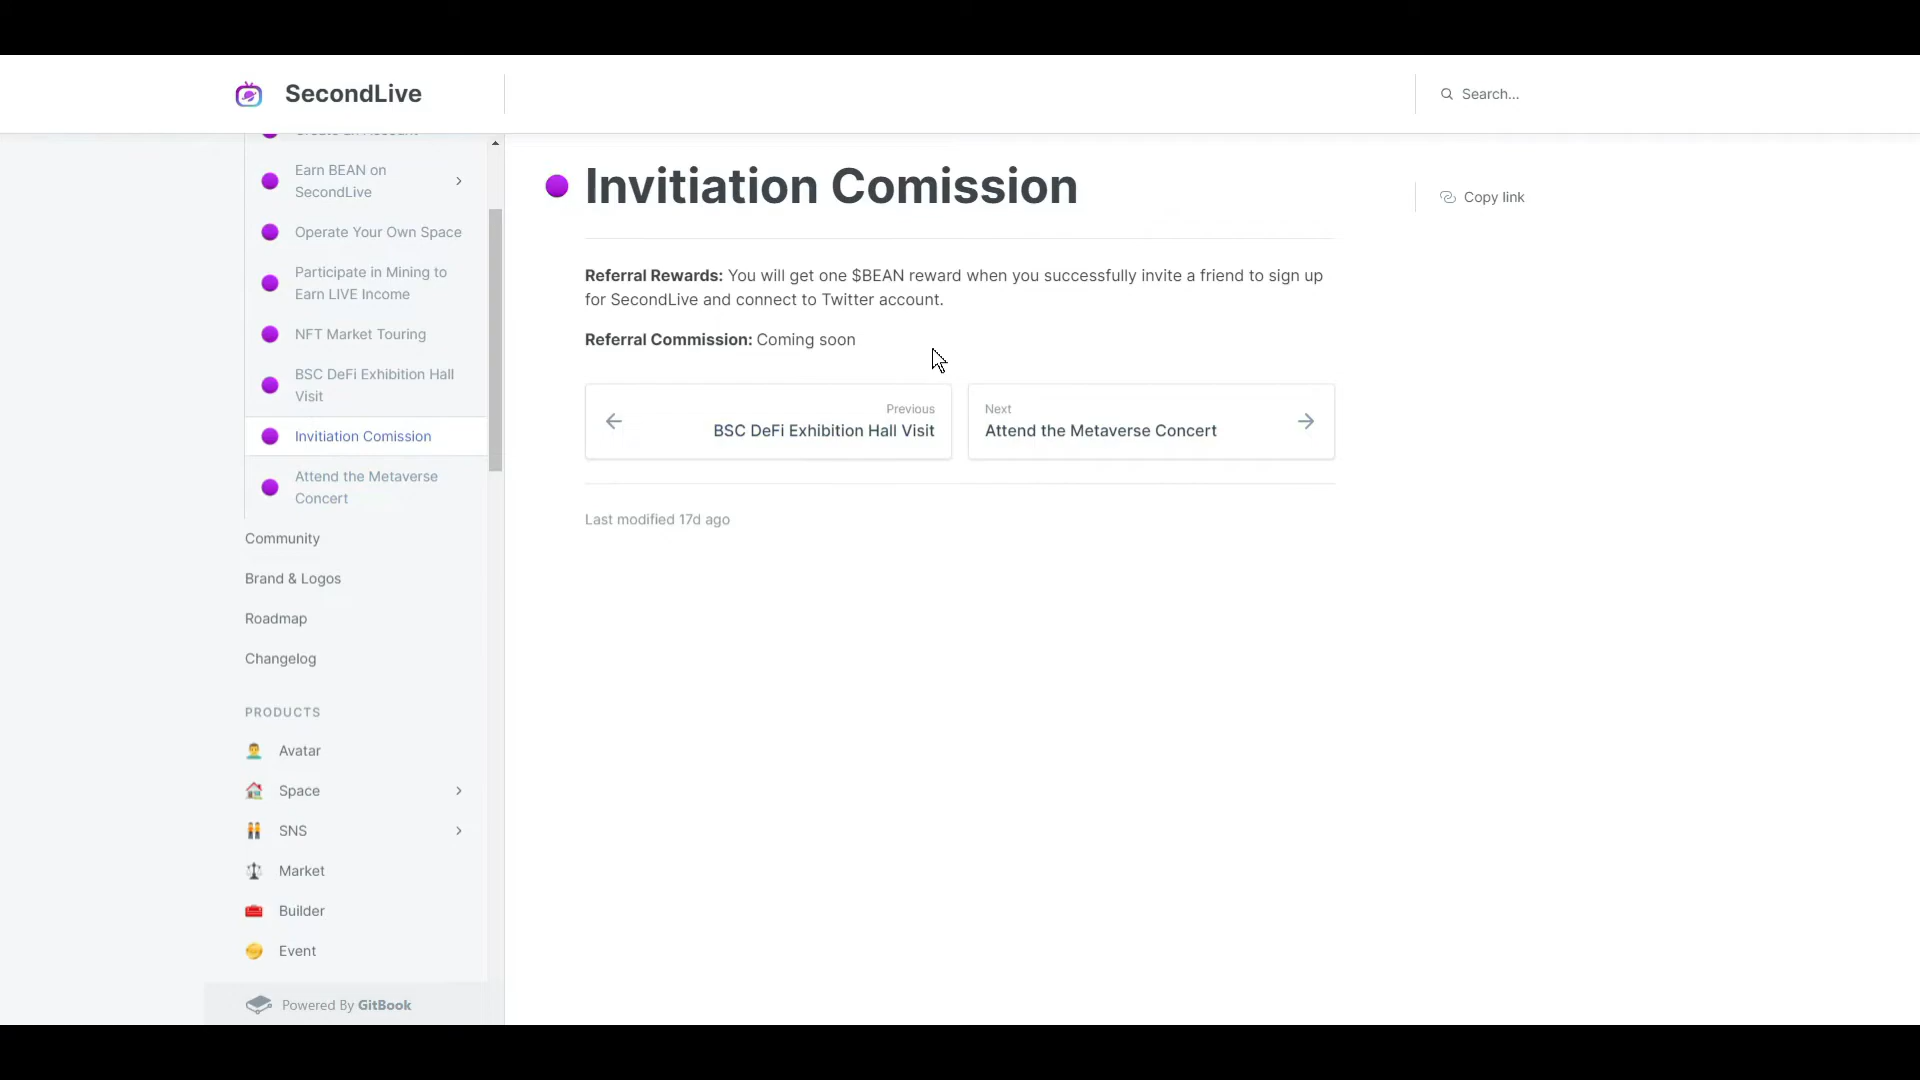 SecondLive
Search...
Create an Account
Earn BEAN on
SecondLive
Operate Your Own Space
Participate in Mining to
Earn LIVE Income
NFT Market Touring
BSC DeFi Exhibition Hall
Visit
Invitiation Comission
Attend the Metaverse
Concert
Community
Brand & Logos
Roadmap
Changelog
PRODUCTS
Avatar
Space
SNS
Market
Builder
Event
Powered By GitBook
Invitiation Comission
Copy link
Referral Rewards: You will get one $BEAN reward when you successfully invite a friend to sign up
for SecondLive and connect to Twitter account.
Referral Commission: Coming soon
Previous
BSC DeFi Exhibition Hall Visit
Next
Attend the Metaverse Concert
Last modified 17d ago